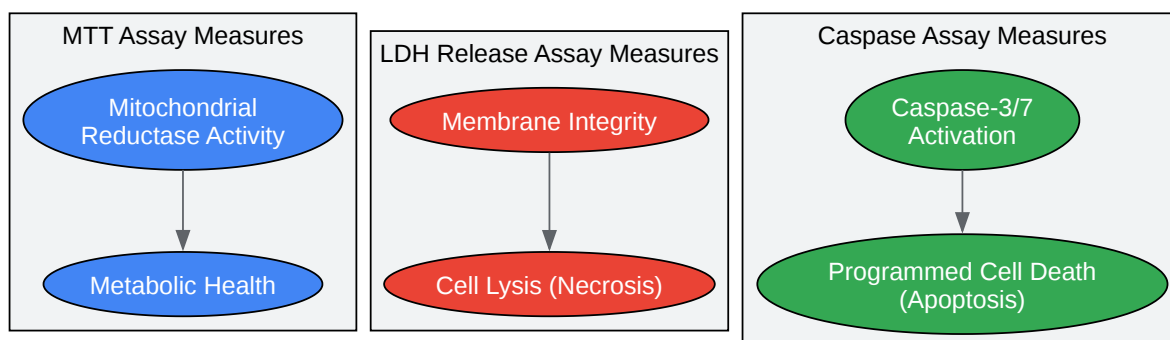 MTT Assay Measures
Mitochondrial
Reductase Activity
Metabolic Health
LDH Release Assay Measures
Membrane Integrity
Cell Lysis (Necrosis)
Caspase Assay Measures
Caspase-3/7
Activation
Programmed Cell Death
(Apoptosis)